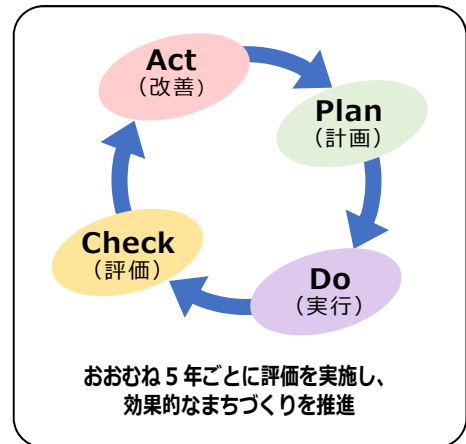 Act
（改善）
Plan
（計画）
Do
（実行）
Check
（評価）
おおむね５年ごとに評価を実施し、
効果的なまちづくりを推進